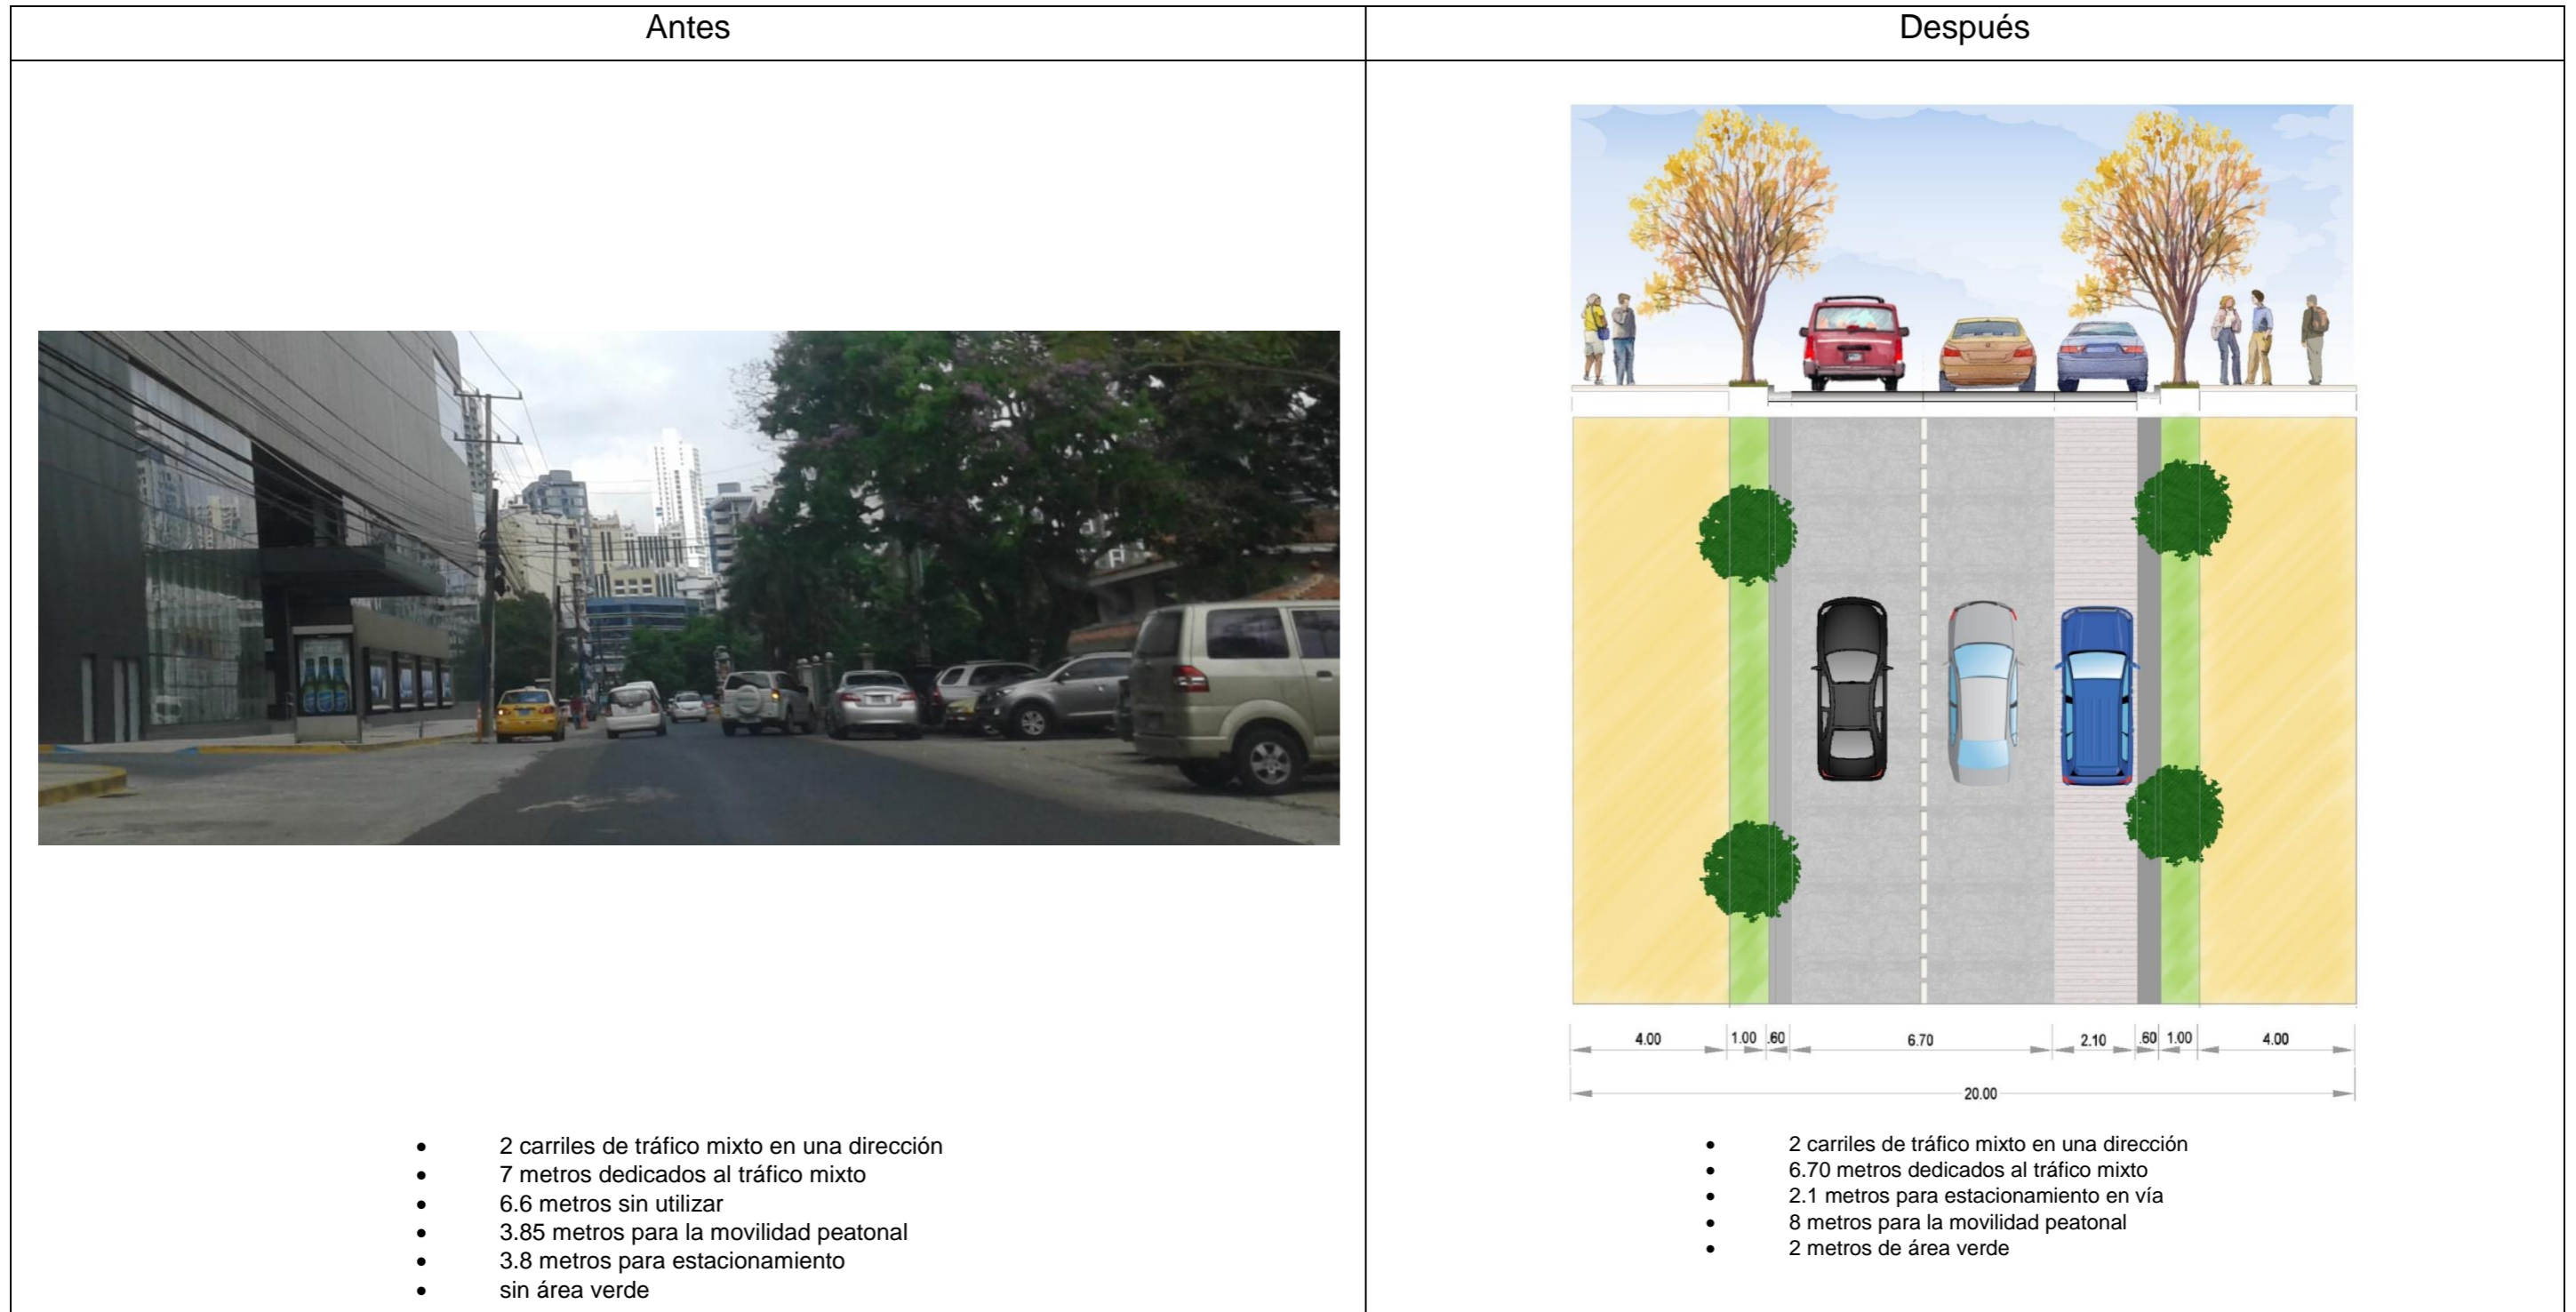 Antes
Después
4.00 1.00 .60 6.70 2.10 .60 1.00 4.00
20.00
• 2 carriles de tráfico mixto en una dirección
• 7 metros dedicados al tráfico mixto
• 6.6 metros sin utilizar
• 3.85 metros para la movilidad peatonal
• 3.8 metros para estacionamiento
• sin área verde
• 2 carriles de tráfico mixto en una dirección
• 6.70 metros dedicados al tráfico mixto
• 2.1 metros para estacionamiento en vía
• 8 metros para la movilidad peatonal
• 2 metros de área verde